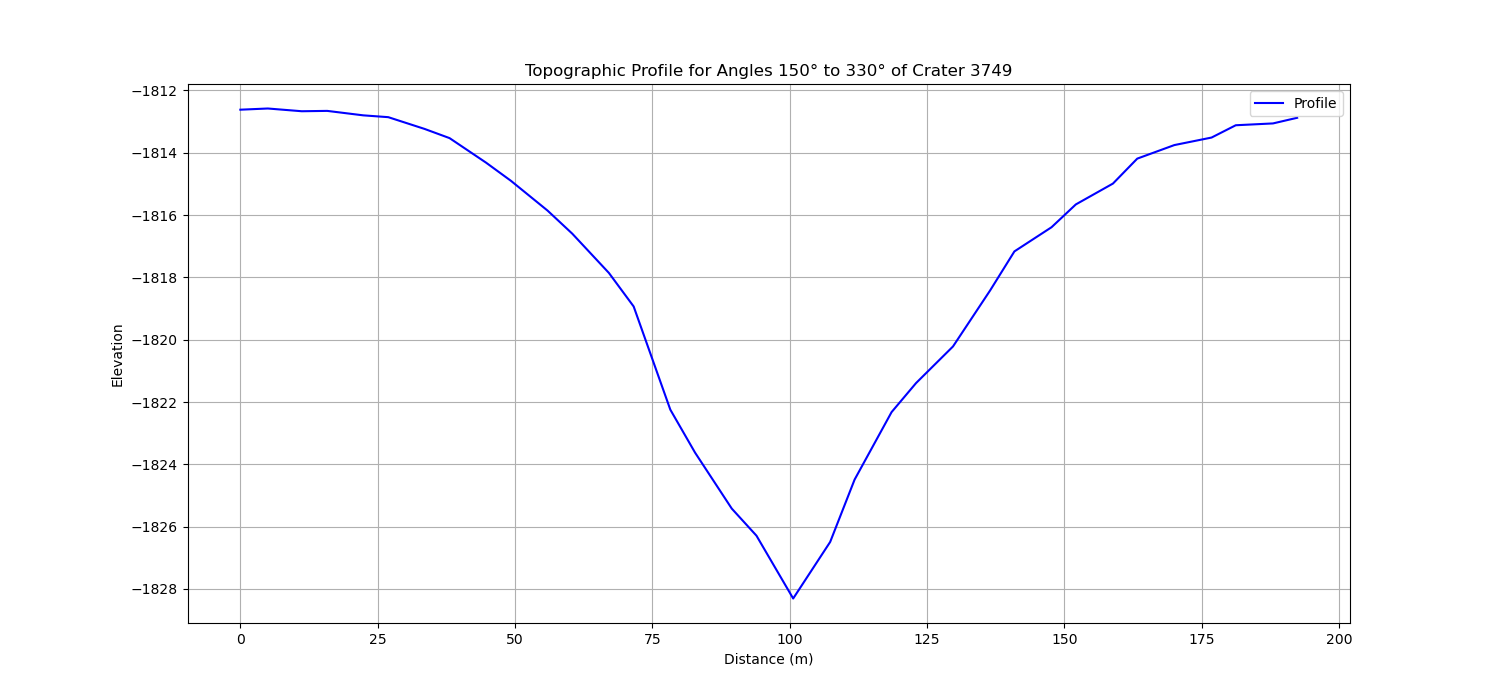 Topographic Profile for Angles 150° to 330° of Crater 3749
Profile
−1812
−1814
−1816
−1818
−1820
−1822
−1824
−1826
−1828
Elevation
0 25 50 75 100 125 150 175 200
Distance (m)